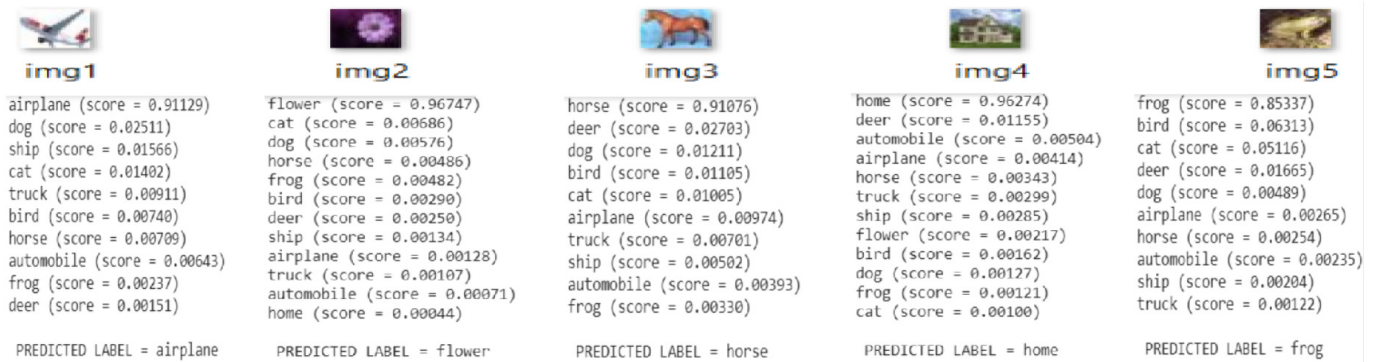 img1
airplane (score = 0.91129)
dog (score = 0.02511)
ship (score = 0.01566)
cat (score = 0.01402)
truck (score = 0.00911)
bird (score = 0.00740)
horse (score = 0.00709)
automobile (score = 0.00643)
frog (score = 0.00237)
deer (score = 0.00151)
PREDICTED LABEL = airplane
img2
flower (score = 0.96747)
cat (score = 0.00686)
dog (score = 0.00576)
horse (score = 0.00486)
frog (score = 0.00482)
bird (score = 0.00290)
deer (score = 0.00250)
ship (score = 0.00134)
airplane (score = 0.00128)
truck (score = 0.00107)
automobile (score = 0.00071)
home (score = 0.00044)
PREDICTED LABEL = flower
img3
horse (score = 0.91076)
deer (score = 0.02703)
dog (score = 0.01211)
bird (score = 0.01105)
cat (score = 0.01005)
airplane (score = 0.00974)
truck (score = 0.00701)
ship (score = 0.00502)
automobile (score = 0.00393)
frog (score = 0.00330)
PREDICTED LABEL = horse
img4
home (score = 0.96274)
deer (score = 0.01155)
automobile (score = 0.00504)
airplane (score = 0.00414)
horse (score = 0.00343)
truck (score = 0.00299)
ship (score = 0.00285)
flower (score = 0.00217)
bird (score = 0.00162)
dog (score = 0.00127)
frog (score = 0.00121)
cat (score = 0.00100)
PREDICTED LABEL = home
img5
frog (score = 0.85337)
bird (score = 0.06313)
cat (score = 0.05116)
deer (score = 0.01665)
dog (score = 0.00489)
airplane (score = 0.00265)
horse (score = 0.00254)
automobile (score = 0.00235)
ship (score = 0.00204)
truck (score = 0.00122)
PREDICTED LABEL = frog